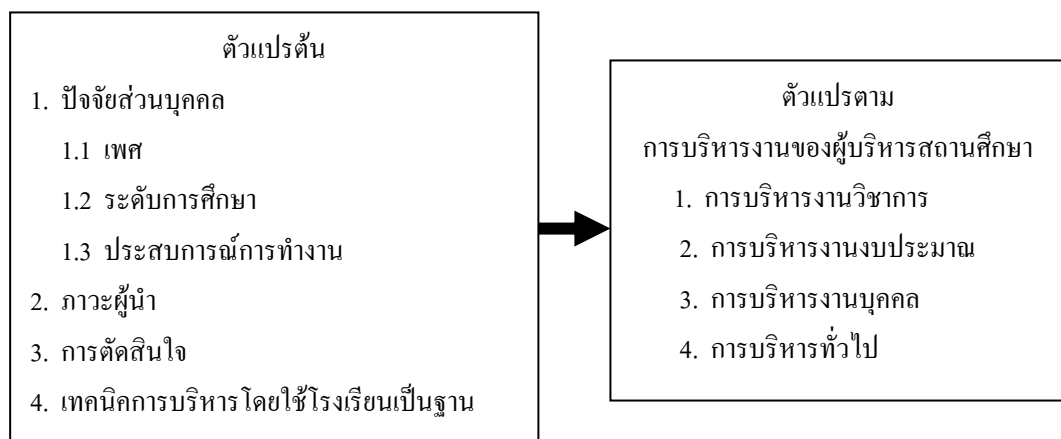 ตัวแปรต้น
1. ปัจจัยส่วนบุคคล
1.1 เพศ
1.2 ระดับการศึกษา
1.3 ประสบการณ์การทำงาน
2. ภาวะผู้นำ
3. การตัดสินใจ
4. เทคนิคการบริหารโดยใช้โรงเรียนเป็นฐาน
ตัวแปรตาม
การบริหารงานของผู้บริหารสถานศึกษา
1. การบริหารงานวิชาการ
2. การบริหารงานงบประมาณ
3. การบริหารงานบุคคล
4. การบริหารทั่วไป